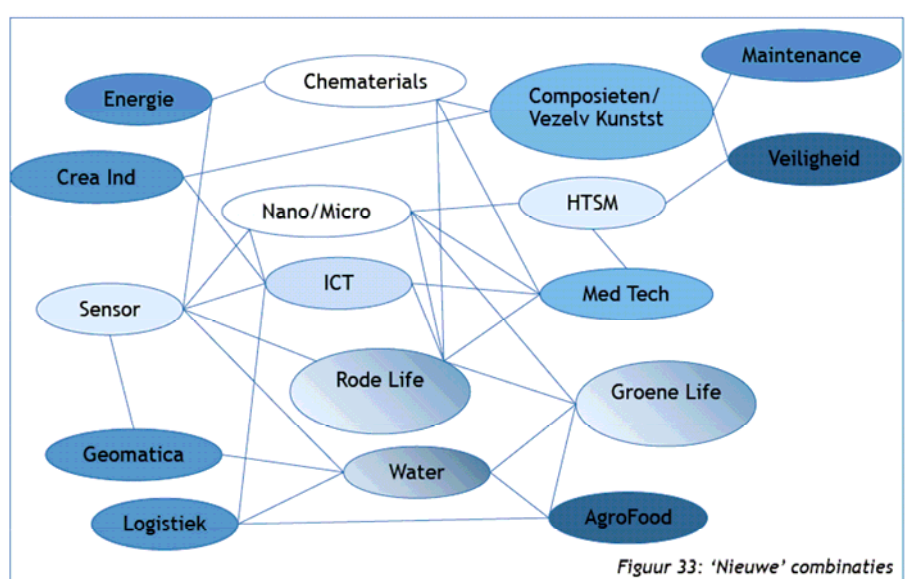 Maintenance
Chematerials
Energie
Composieten/
Vezelv Kunstst
Veiligheid
Crea Ind
Nano/Micro
HTSM
ICT
Med Tech
Sensor
Rode Life
Groene Life
Geomatica
Water
Logistiek
AgroFood
Figuur 33: ‘Nieuwe’ combinaties